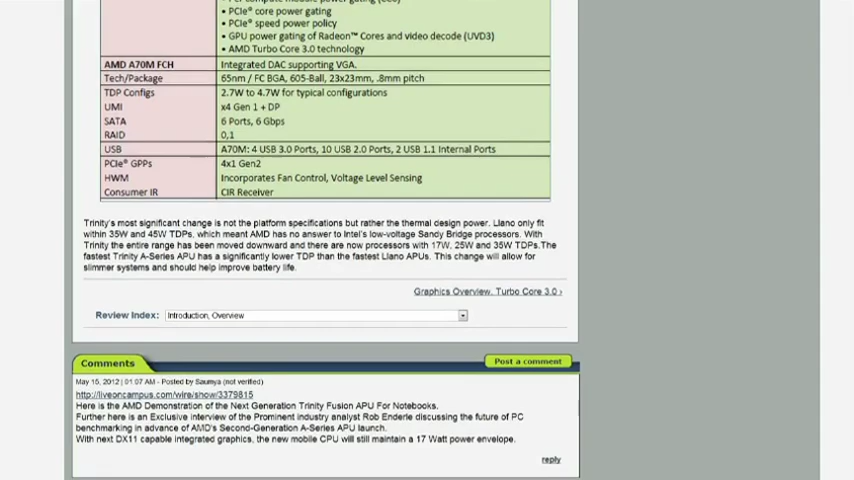 • PCIe® core power gating
• PCIe® speed power policy
• GPU power gating of Radeon™ Cores and video decode (UVD3)
• AMD Turbo Core 3.0 technology
AMD A70M FCH Integrated DAC supporting VGA.
Tech/Package 65nm / FC BGA, 605-Ball, 23x23mm, .8mm pitch
TDP Configs 2.7W to 4.7W for typical configurations
UMI x4 Gen 1 + DP
SATA 6 Ports, 6 Gbps
RAID 0,1
USB A70M: 4 USB 3.0 Ports, 10 USB 2.0 Ports, 2 USB 1.1 Internal Ports
PCIe® GPPs 4x1 Gen2
HWM Incorporates Fan Control, Voltage Level Sensing
Consumer IR CIR Receiver
Trinity's most significant change is not the platform specifications but rather the thermal design power. Llano only fit
within 35W and 45W TDPs, which meant AMD has no answer to Intel's low-voltage Sandy Bridge processors. With
Trinity the entire range has been moved downward and there are now processors with 17W, 25W and 35W TDPs.The
fastest Trinity A-Series APU has a significantly lower TDP than the fastest Llano APUs. This change will allow for
slimmer systems and should help improve battery life.
Graphics Overview, Turbo Core 3.0 ›
Review Index: Introduction, Overview
Comments
Post a comment
May 15, 2012 | 01:07 AM - Posted by Saumya (not verified)
http://liveoncampus.com/wire/show/3379815
Here is the AMD Demonstration of the Next Generation Trinity Fusion APU For Notebooks.
Further here is an Exclusive interview of the Prominent industry analyst Rob Enderle discussing the future of PC
benchmarking in advance of AMD's Second-Generation A-Series APU launch.
With next DX11 capable integrated graphics, the new mobile CPU will still maintain a 17 Watt power envelope.
reply